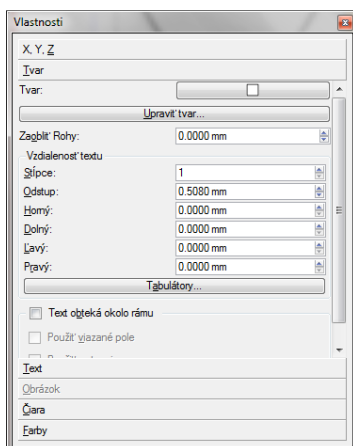 Vlastnosti
X, Y, Z
Tvar
Tvar:
Upraviť tvar...
Zaobliť Rohy: 0.0000 mm
Vzdialenosť textu
Stĺpce: 1
Odstup: 0.5080 mm
Horný: 0.0000 mm
Dolný: 0.0000 mm
Ľavý: 0.0000 mm
Pravý: 0.0000 mm
Tabulátory...
Text obteká okolo rámu
Použiť viazané pole
Text
Obrázok
Čiara
Farby